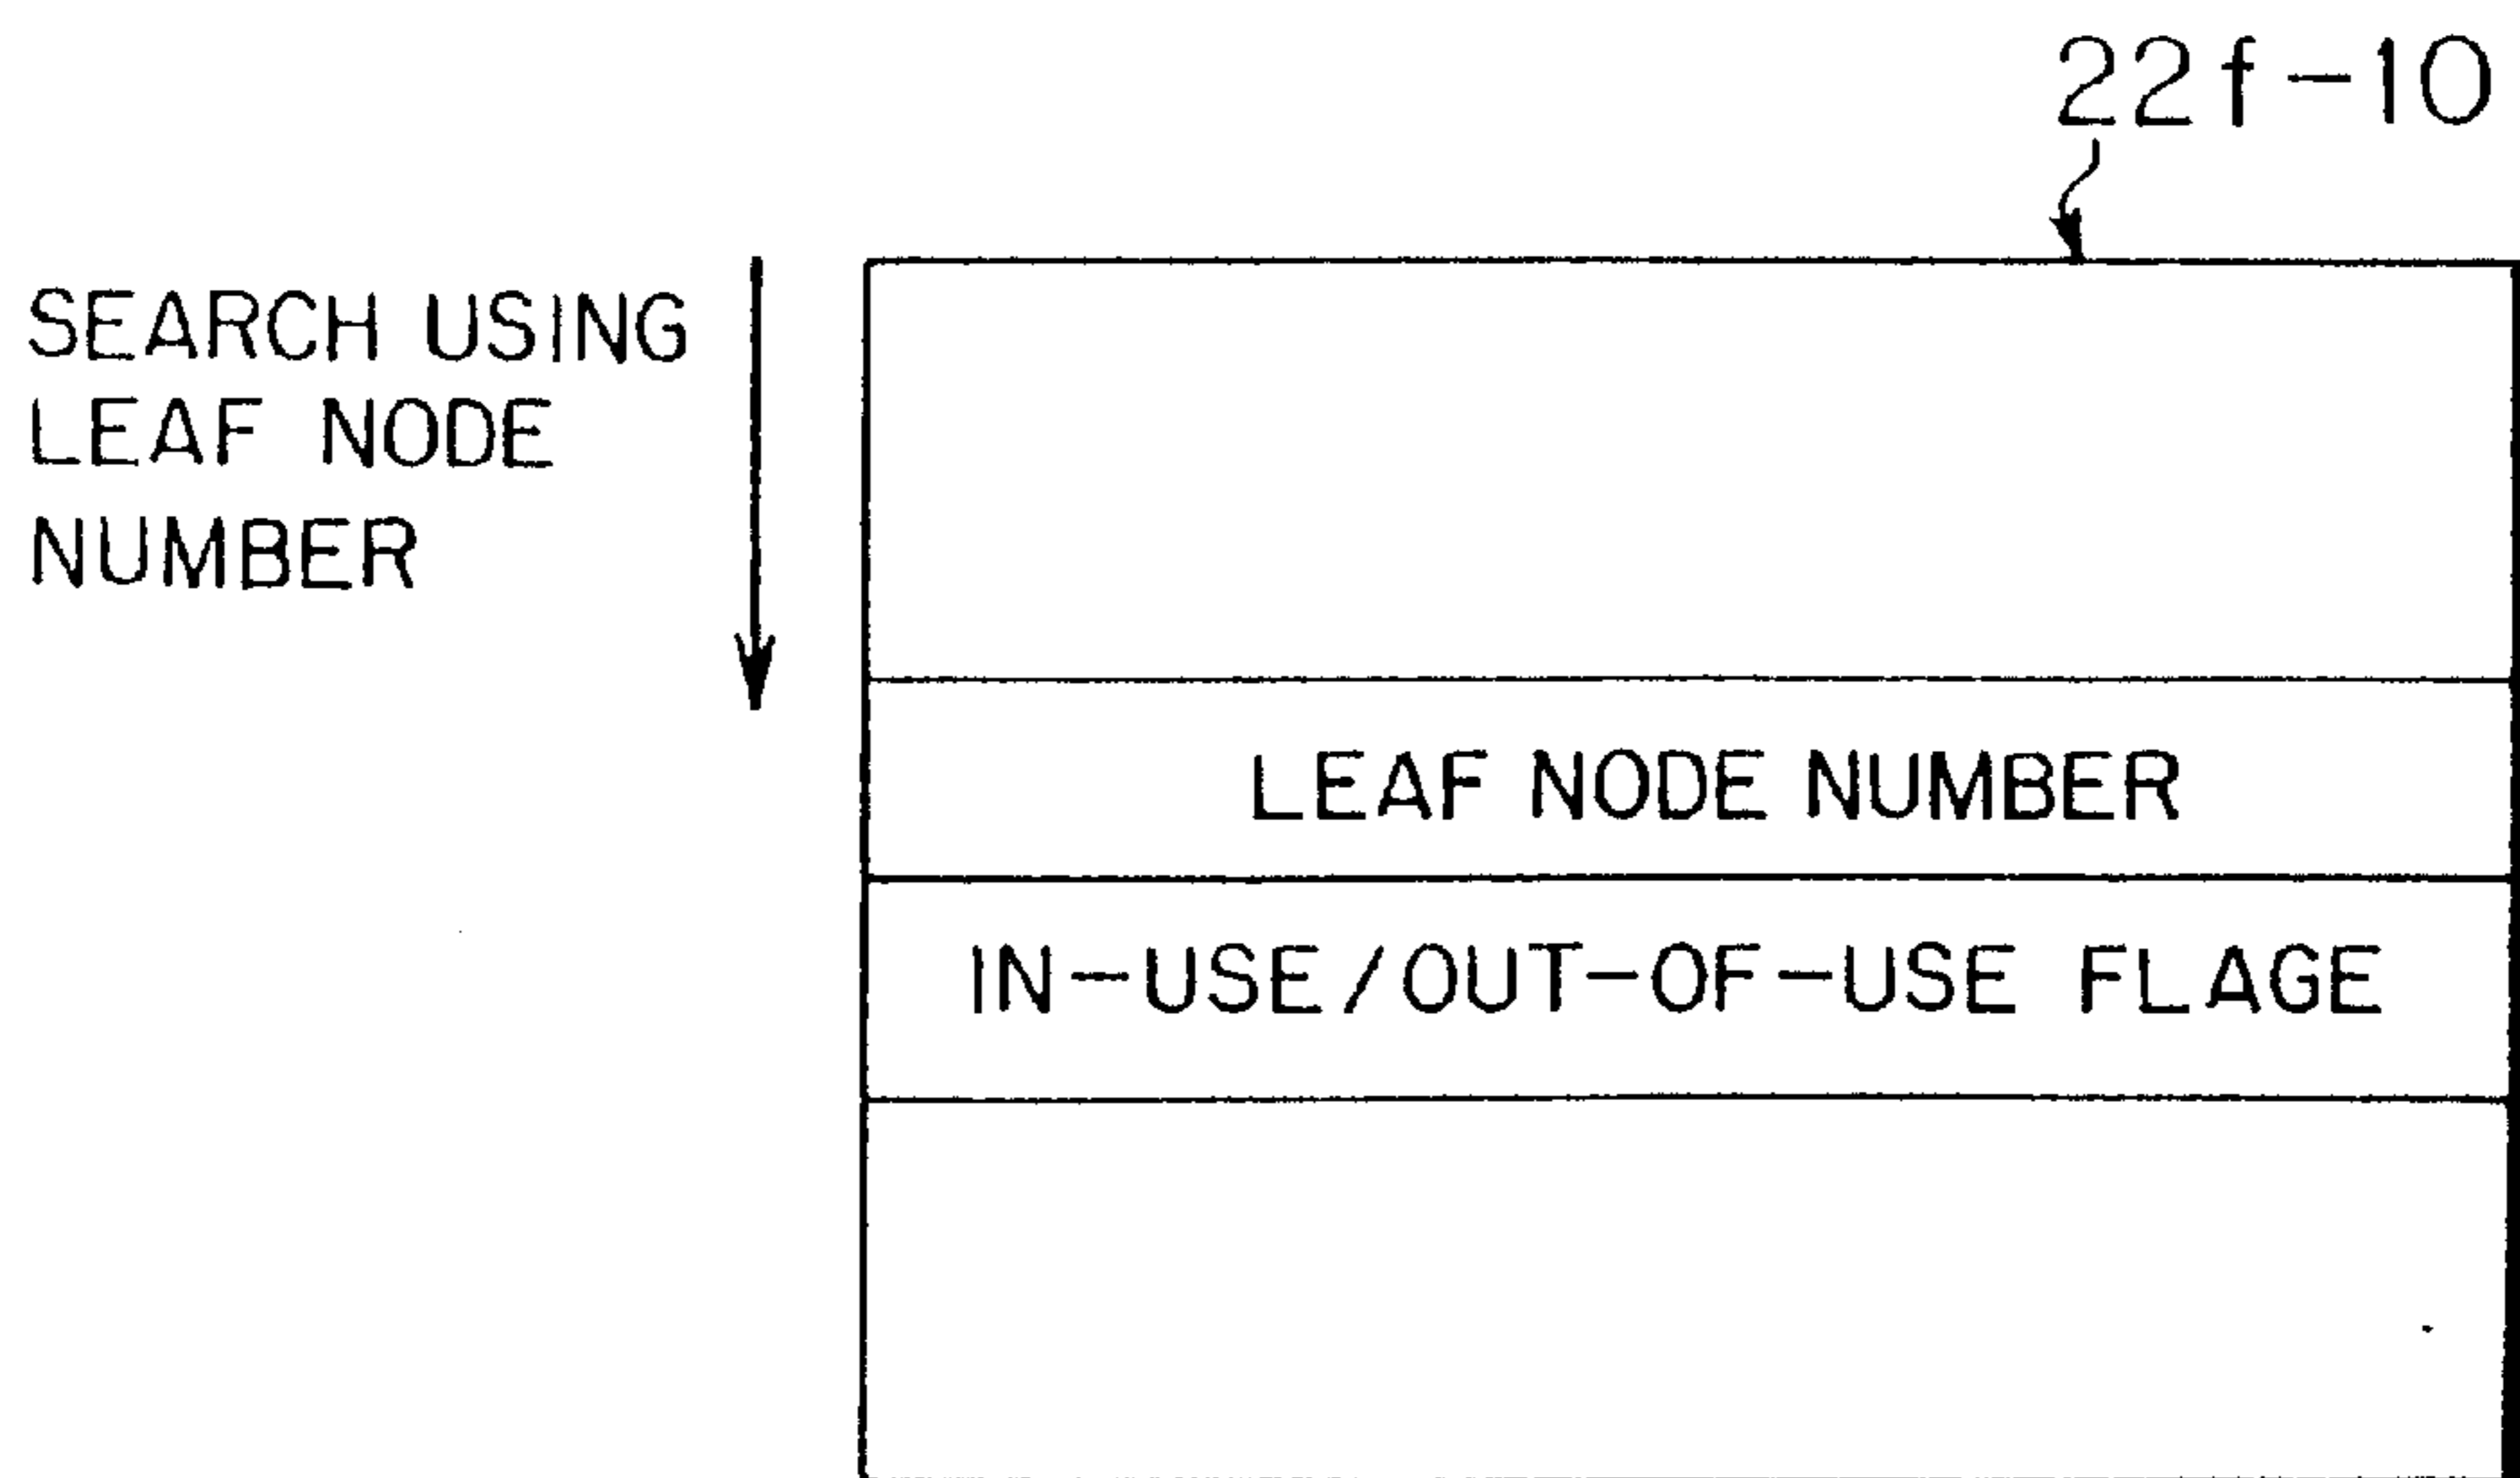 22f-10
SEARCH USING
LEAF NODE
NUMBER
LEAF NODE NUMBER
IN-USE/OUT-OF-USE FLAGE